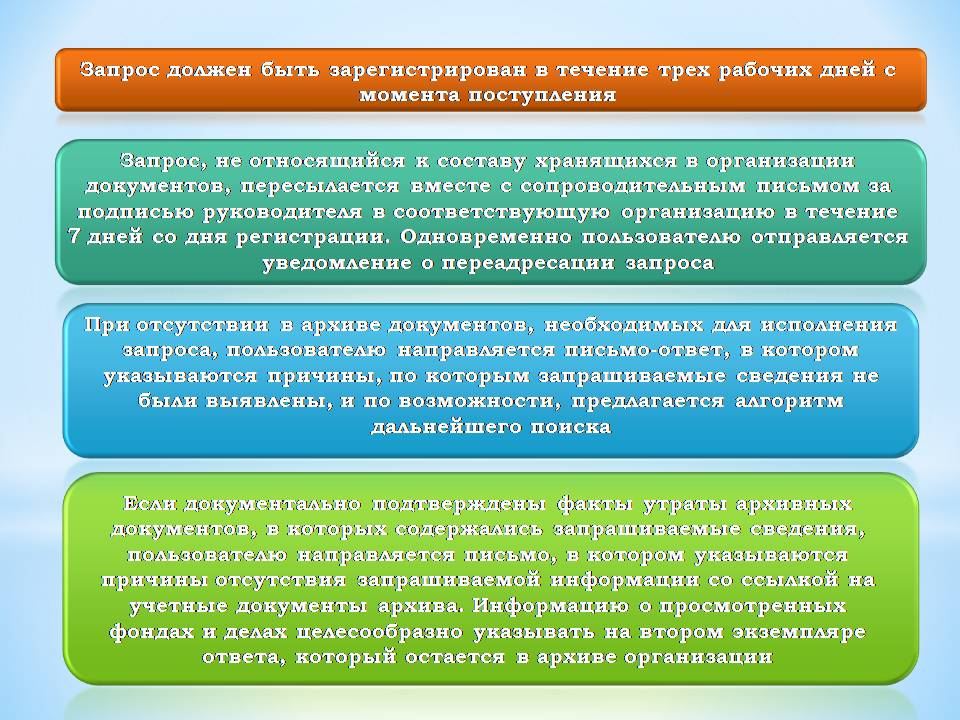 Запрос должен быть зарегистрирован в течение трех рабочих дней с
момента поступления
Запрос, не относящийся к составу хранящихся в организации
документов, пересылается вместе с сопроводительным письмом за
подписью руководителя в соответствующую организацию в течение
7 дней со дня регистрации. Одновременно пользователю отправляется
уведомление о переадресации запроса
При отсутствии в архиве документов, необходимых для исполнения
запроса, пользователю направляется письмо-ответ, в котором
указываются причины, по которым запрашиваемые сведения не
были выявлены, и по возможности, предлагается алгоритм
дальнейшего поиска
Если документально подтверждены факты утраты архивных
документов, в которых содержались запрашиваемые сведения,
пользователю направляется письмо, в котором указываются
причины отсутствия запрашиваемой информации со ссылкой на
учетные документы архива. Информацию о просмотренных
фондах и делах целесообразно указывать на втором экземпляре
ответа, который остается в архиве организации